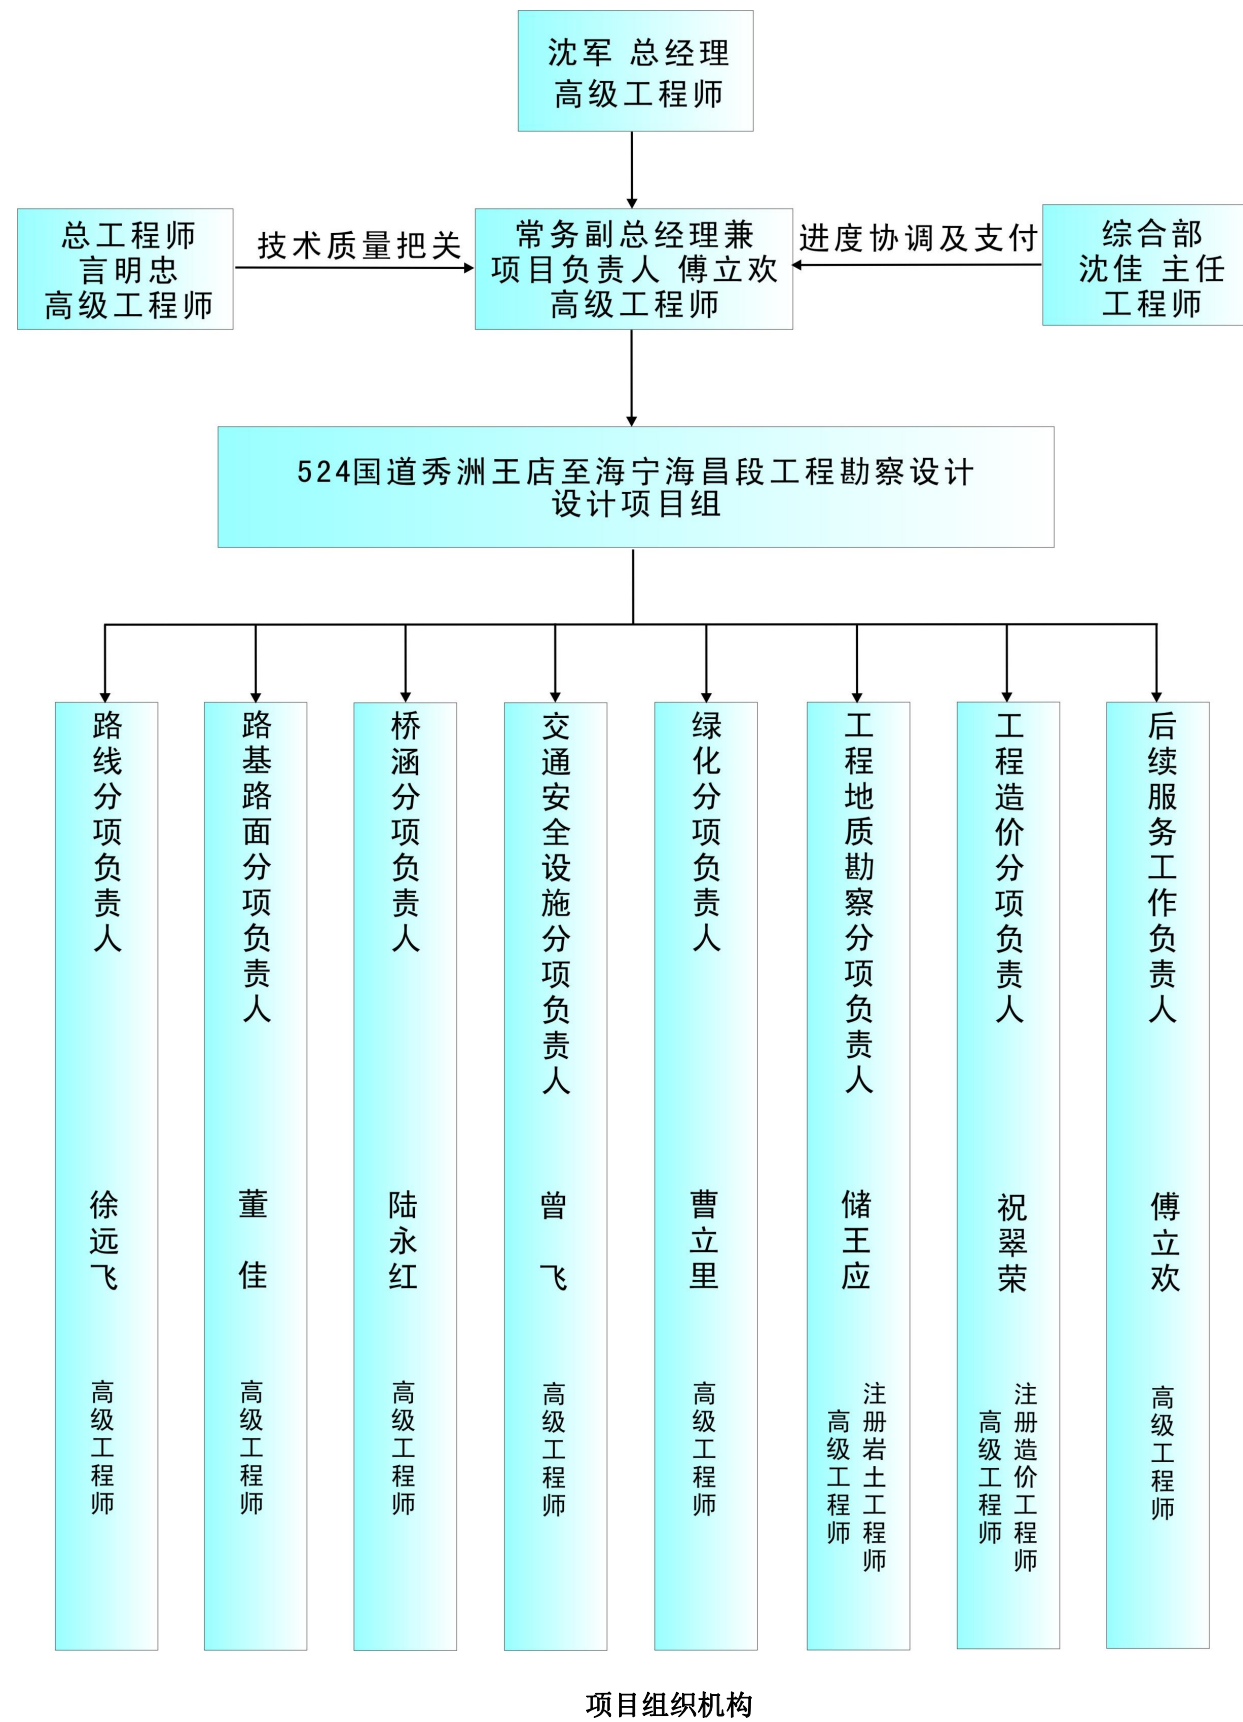 沈军 总经理
高级工程师
总工程师
言明忠
高级工程师
技术质量把关
常务副总经理兼
项目负责人 傅立欢
高级工程师
进度协调及支付
综合部
沈佳 主任
工程师
524国道秀洲王店至海宁海昌段工程勘察设计
设计项目组
路线分项负责人
徐远飞
高级工程师
路基路面分项负责人
董 佳
高级工程师
桥涵分项负责人
陆永红
高级工程师
交通安全设施分项负责人
曾 飞
高级工程师
绿化分项负责人
曹立里
高级工程师
工程地质勘察分项负责人
储王应
注册岩土工程师
高级工程师
工程造价分项负责人
祝翠荣
注册造价工程师
高级工程师
后续服务工作负责人
傅立欢
高级工程师
项目组织机构